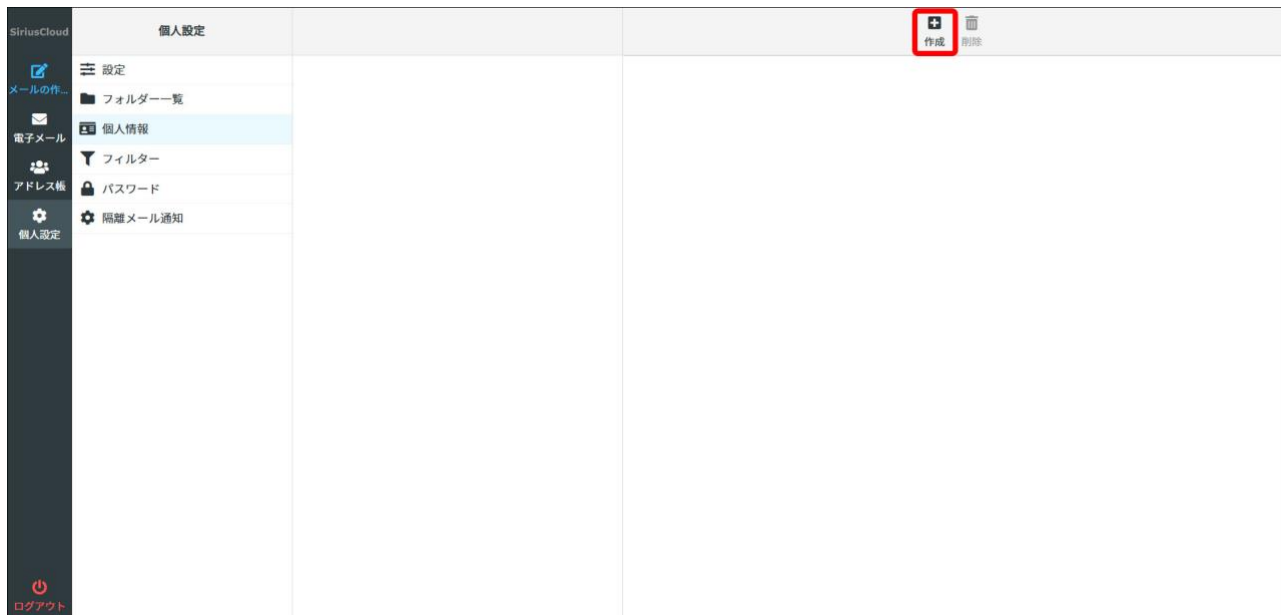 SiriusCloud
メールの作...
電子メール
アドレス帳
個人設定
ログアウト
個人設定
設定
フォルダー一覧
個人情報
フィルター
パスワード
隔離メール通知
作成
削除